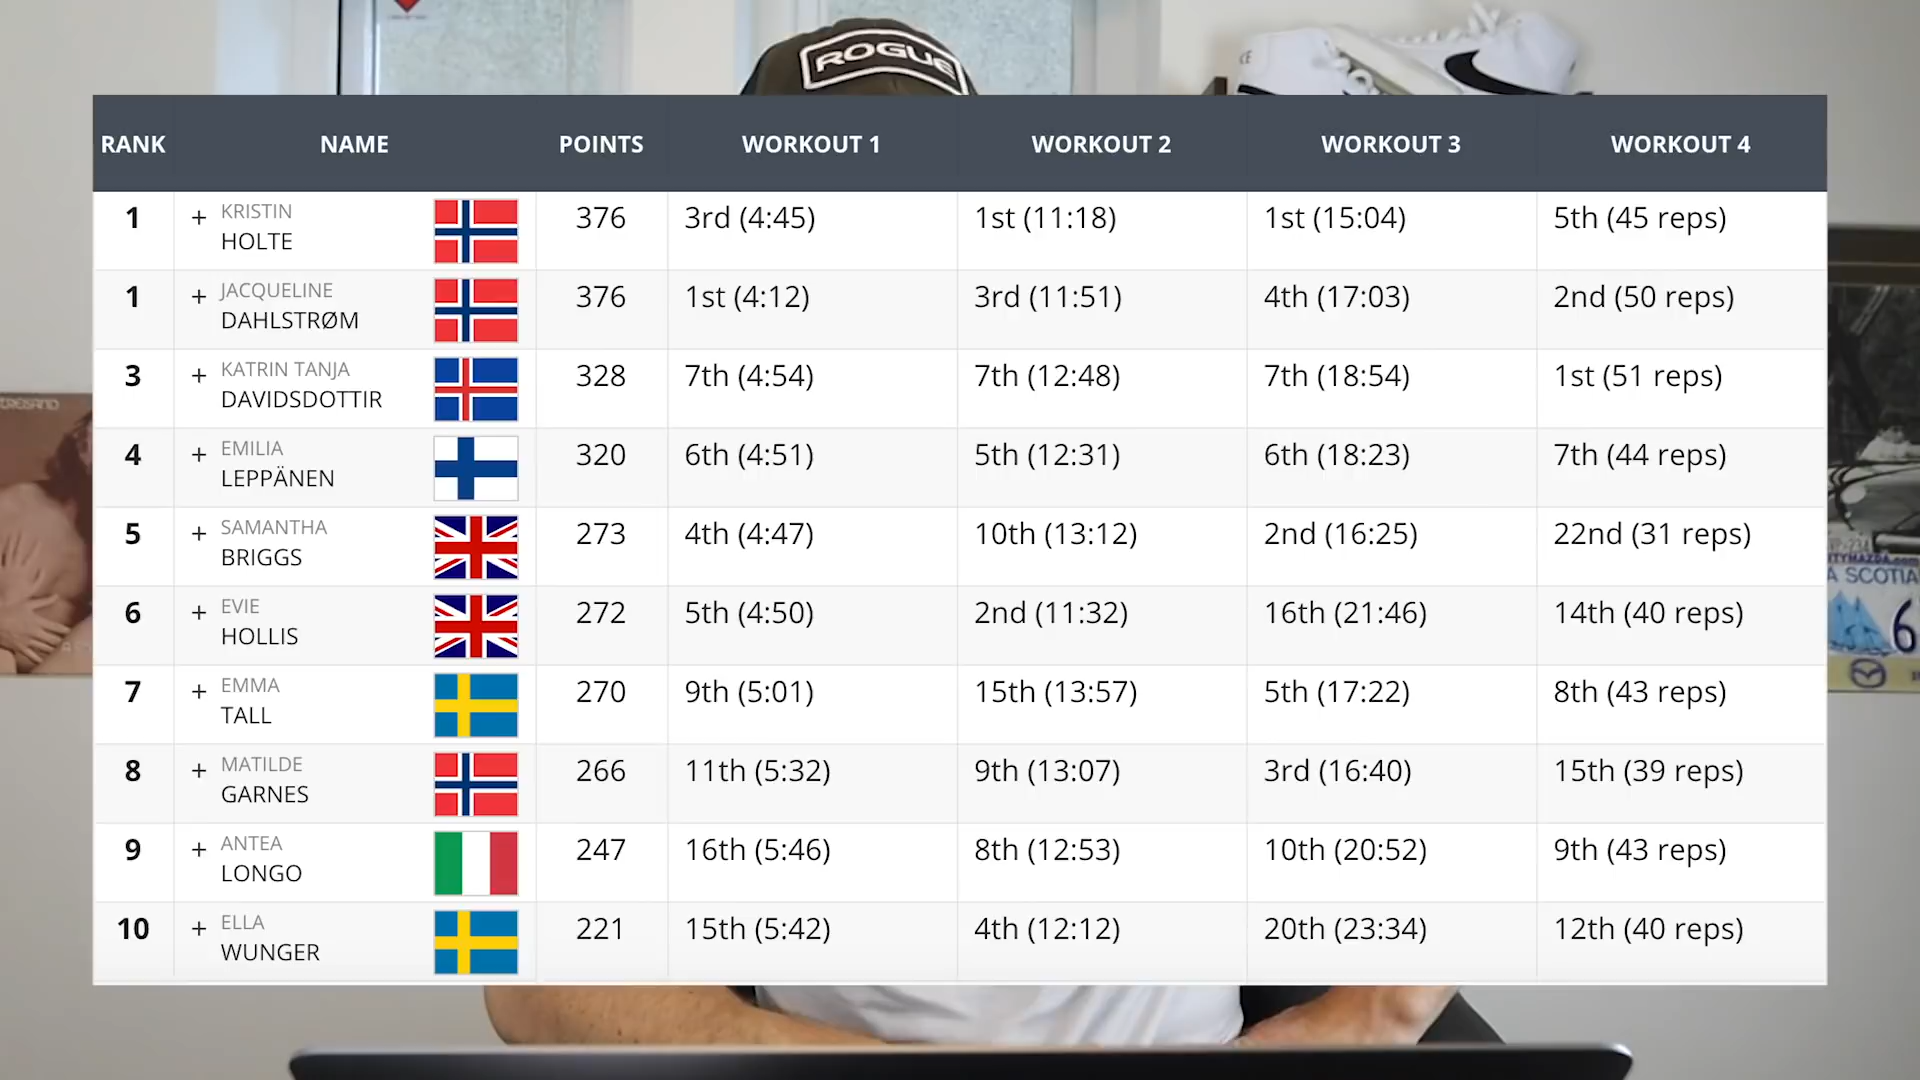 ROGUE
RANK NAME POINTS WORKOUT 1 WORKOUT 2 WORKOUT 3 WORKOUT 4
1 + KRISTIN HOLTE 376 3rd (4:45) 1st (11:18) 1st (15:04) 5th (45 reps)
1 + JACQUELINE DAHLSTRØM 376 1st (4:12) 3rd (11:51) 4th (17:03) 2nd (50 reps)
3 + KATRIN TANJA DAVIDSDOTTIR 328 7th (4:54) 7th (12:48) 7th (18:54) 1st (51 reps)
4 + EMILIA LEPPÄNEN 320 6th (4:51) 5th (12:31) 6th (18:23) 7th (44 reps)
5 + SAMANTHA BRIGGS 273 4th (4:47) 10th (13:12) 2nd (16:25) 22nd (31 reps)
6 + EVIE HOLLIS 272 5th (4:50) 2nd (11:32) 16th (21:46) 14th (40 reps)
7 + EMMA TALL 270 9th (5:01) 15th (13:57) 5th (17:22) 8th (43 reps)
8 + MATILDE GARNES 266 11th (5:32) 9th (13:07) 3rd (16:40) 15th (39 reps)
9 + ANTEA LONGO 247 16th (5:46) 8th (12:53) 10th (20:52) 9th (43 reps)
10 + ELLA WUNGER 221 15th (5:42) 4th (12:12) 20th (23:34) 12th (40 reps)
SCOTIA
6